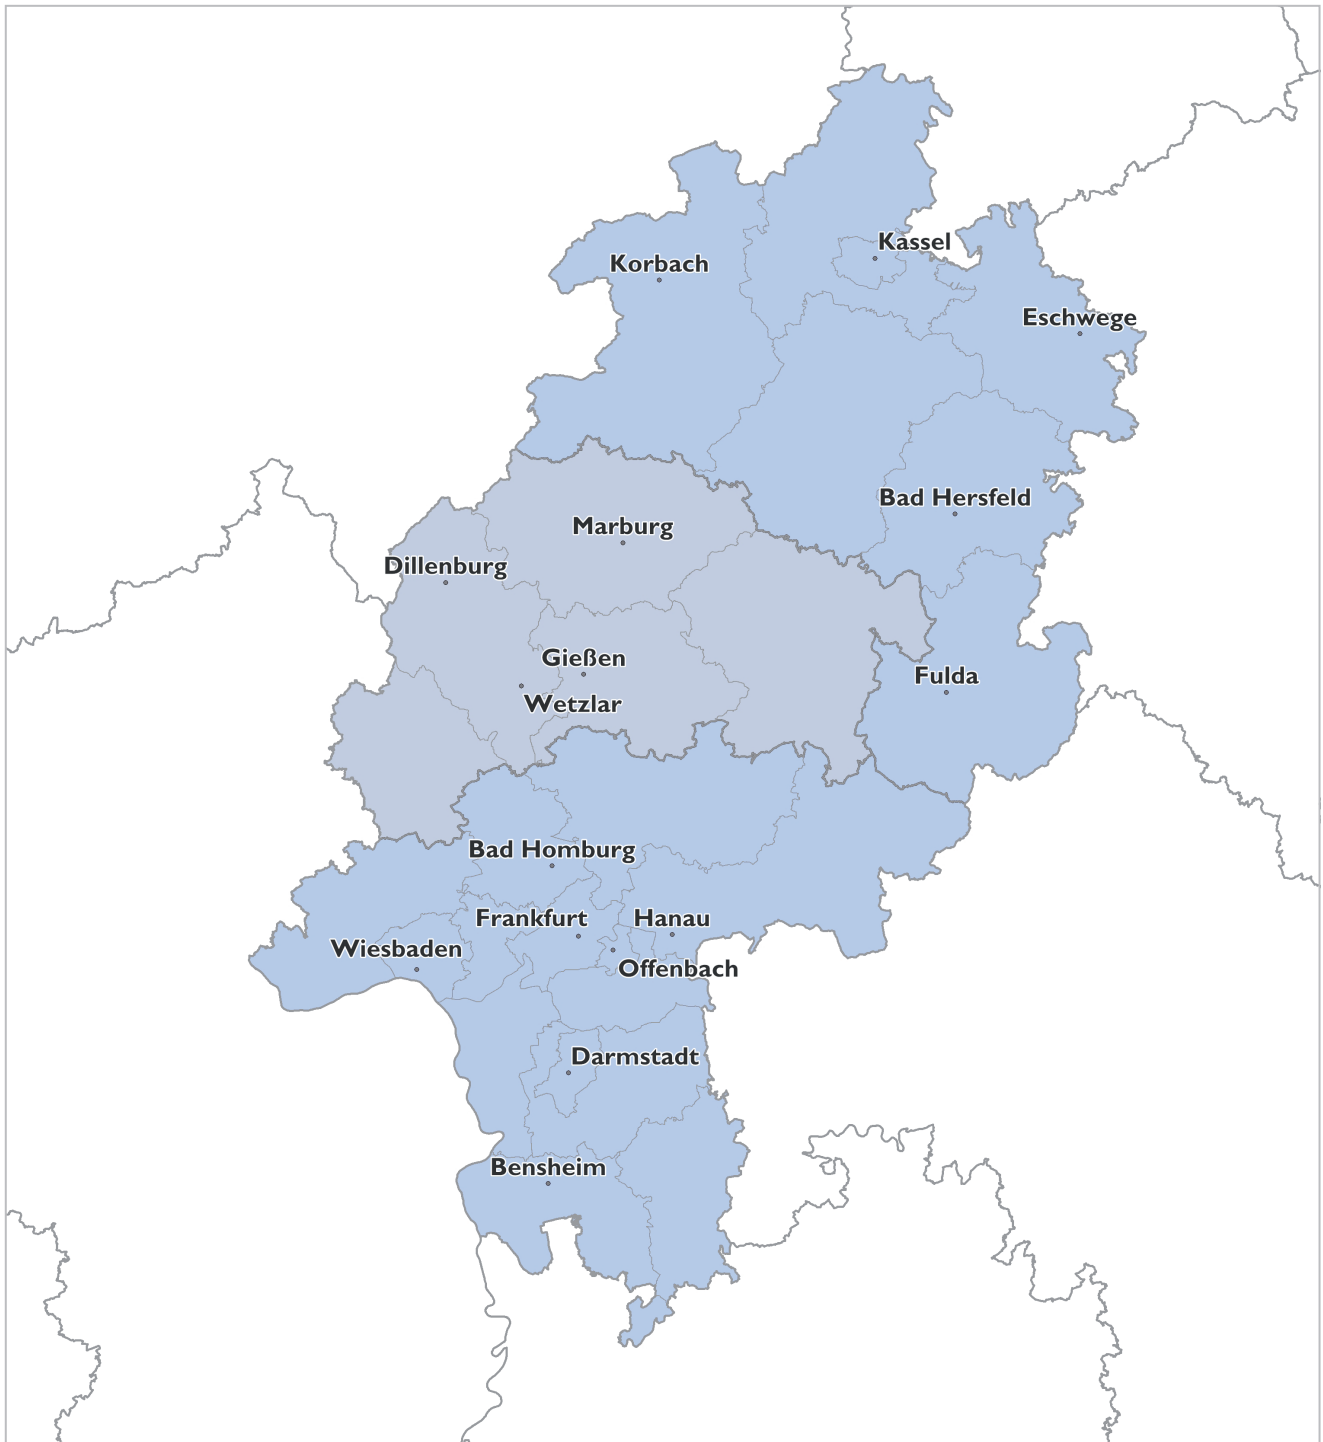 Kassel
Korbach
Eschwege
Bad Hersfeld
Marburg
Dillenburg
Gießen
Fulda
Wetzlar
Bad Homburg
Frankfurt
Hanau
Wiesbaden
Offenbach
Darmstadt
Bensheim